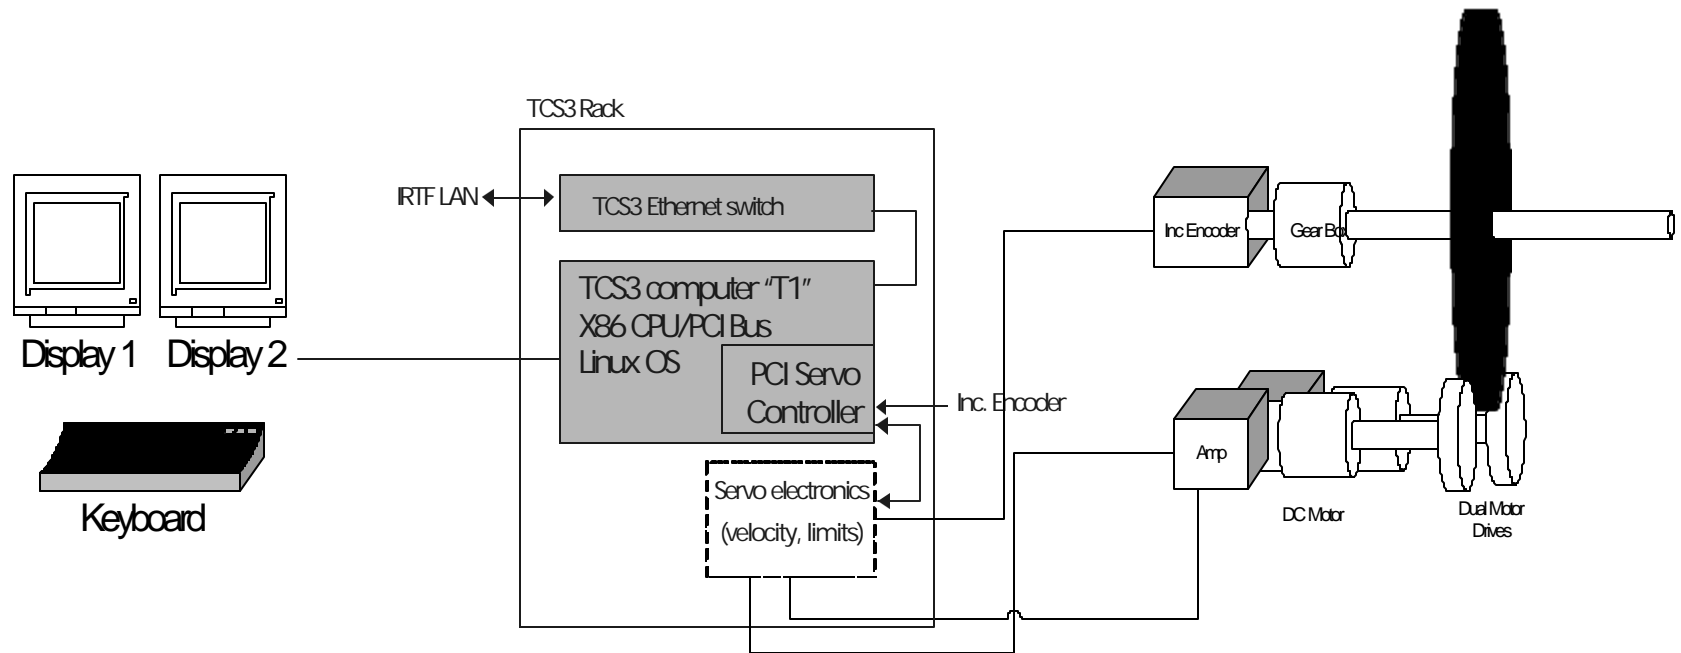 TCS3 Rack
IRTF LAN
TCS3 Ethernet switch
TCS3 computer “T1”
X86 CPU/PCI Bus
Linux OS
PCI Servo
Controller
Inc. Encoder
Servo electronics
(velocity, limits)
Display 1
Display 2
Keyboard
Inc Encoder
Gear Box
Amp
DC Motor
Dual Motor
Drives